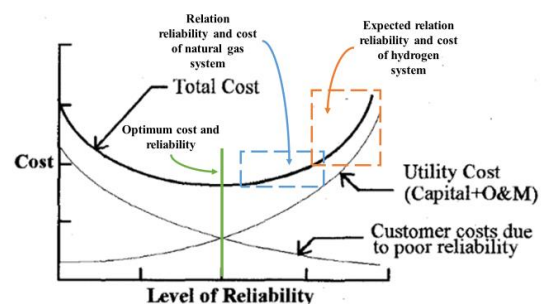 Relation
reliability and cost
of natural gas
system
Expected relation
reliability and cost
of hydrogen
system
Total Cost
Optimum cost and
reliability
Cost
Utility Cost
(Capital+O&M)
Customer costs due
to poor reliability
Level of Reliability